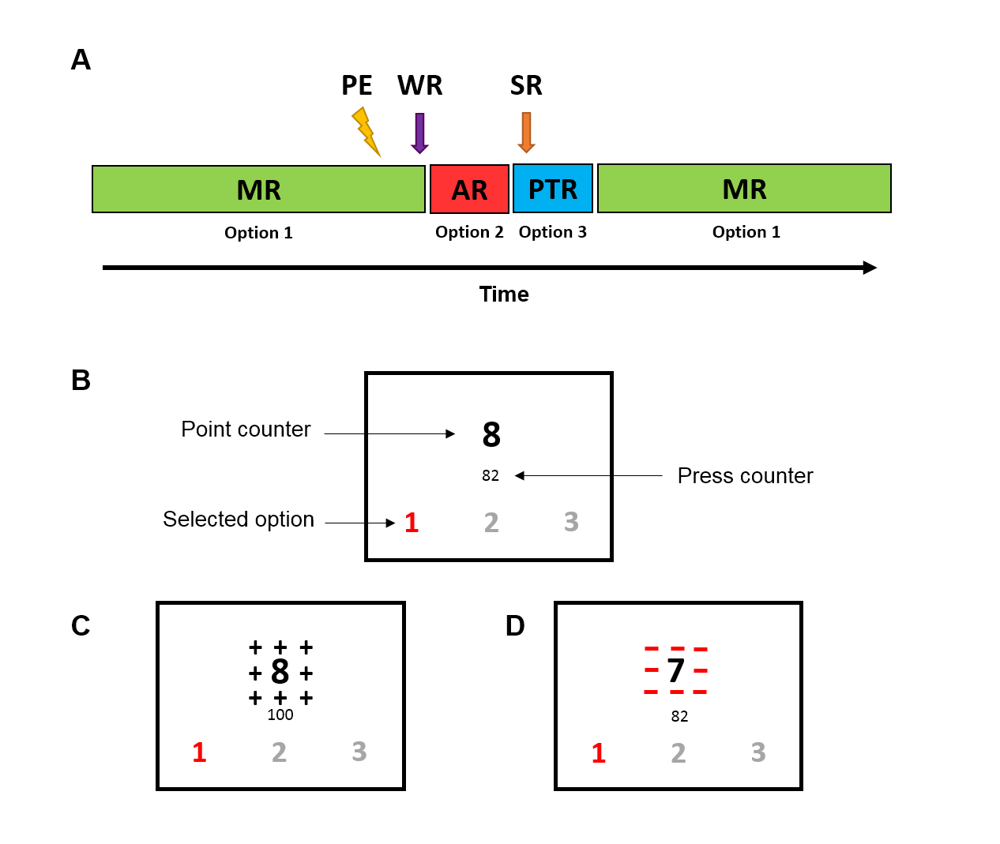 A
PE WR SR
MR AR PTR MR
Option 1 Option 2 Option 3 Option 1
Time
B
Point counter
8
82
Press counter
Selected option
1 2 3
C
+ + +
+ 8 +
+ + +
100
1 2 3
D
– – –
– 7 –
– – –
82
1 2 3